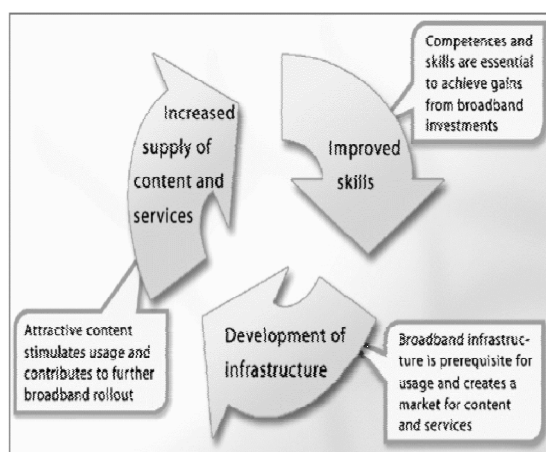 Competences and
skills are essential
to achieve gains
from broadband
investments
Increased
supply of
content and
services
Improved
skills
Attractive content
stimulates usage and
contributes to further
broadband rollout
Development of
infrastructure
Broadband infrastruc-
ture is prerequisite for
usage and creates a
market for content
and services